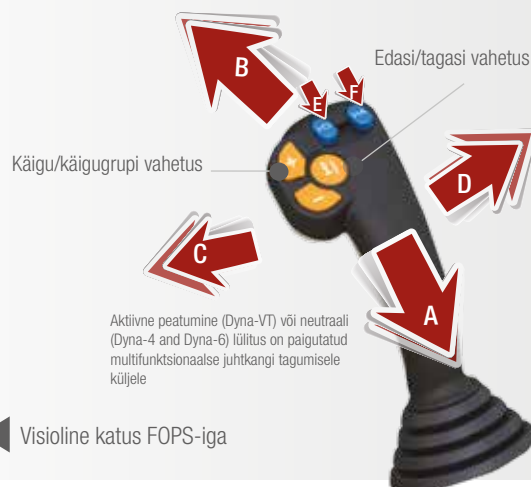 B
Edasi/tagasi vahetus
E
F
Käigu/käigugrupi vahetus
D
C
A
Aktiivne peatumine (Dyna-VT) või neutraali
(Dyna-4 and Dyna-6) lülitus on paigutatud
multifunktsionaalse juhtkangi tagumisele
küljele
Visioline katus FOPS-iga